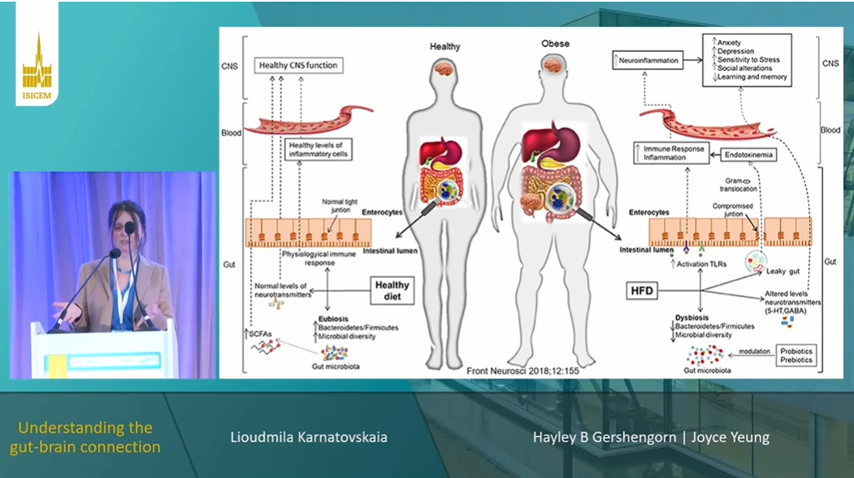 ISICEM
Healthy
Obese
CNS
Blood
Gut
Healthy CNS function
Healthy levels of
inflammatory cells
Normal tight
juntion
Enterocytes
Intestinal lumen
Physiological immune
response
Normal levels of
neurotransmitters
Healthy
diet
Eubiosis
Bacteroidetes/Firmicutes
Microbial diversity
SCFAs
Gut microbiota
Neuroinflammation
Anxiety
Depression
Sensitivity to Stress
Social alterations
Learning and memory
CNS
Blood
Gut
Immune Response
Inflammation
Endotoxinemia
Gram⊖
translocation
Compromised
juntion
Enterocytes
Intestinal lumen
Activation TLRs
Leaky gut
HFD
Altered levels
neurotransmitters
(5-HT,GABA)
Dysbiosis
Bacteroidetes/Firmicutes
Microbial diversity
Gut microbiota
modulation
Probiotics
Prebiotics
Front Neurosci 2018;12:155
Understanding the
gut-brain connection
Lioudmila Karnatovskaia
Hayley B Gershengorn | Joyce Yeung